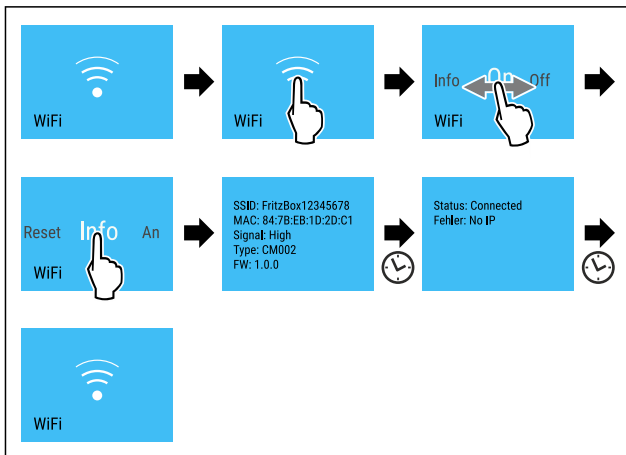 WiFi
WiFi
Info On Off
WiFi
Reset Info An
WiFi
SSID: FritzBox12345678
MAC: 84:7B:EB:1D:2D:C1
Signal: High
Type: CM002
FW: 1.0.0
Status: Connected
Fehler: No IP
WiFi